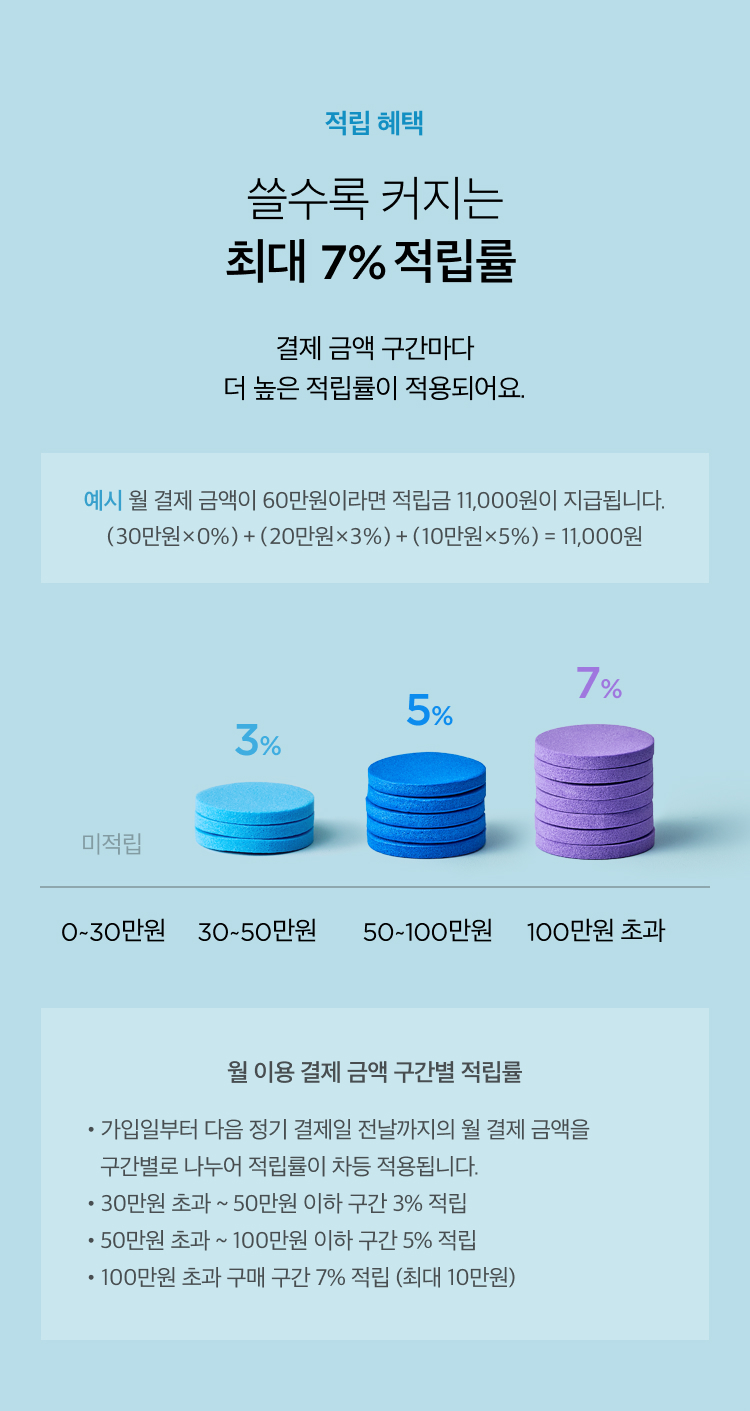 적립 혜택
쓸수록 커지는
최대 7% 적립률
결제 금액 구간마다
더 높은 적립률이 적용되어요.
예시 월 결제 금액이 60만원이라면 적립금 11,000원이 지급됩니다.
(30만원×0%) + (20만원×3%) + (10만원×5%) = 11,000원
미적립
3%
5%
7%
0~30만원
30~50만원
50~100만원
100만원 초과
월 이용 결제 금액 구간별 적립률
• 가입일부터 다음 정기 결제일 전날까지의 월 결제 금액을
구간별로 나누어 적립률이 차등 적용됩니다.
• 30만원 초과 ~ 50만원 이하 구간 3% 적립
• 50만원 초과 ~ 100만원 이하 구간 5% 적립
• 100만원 초과 구매 구간 7% 적립 (최대 10만원)